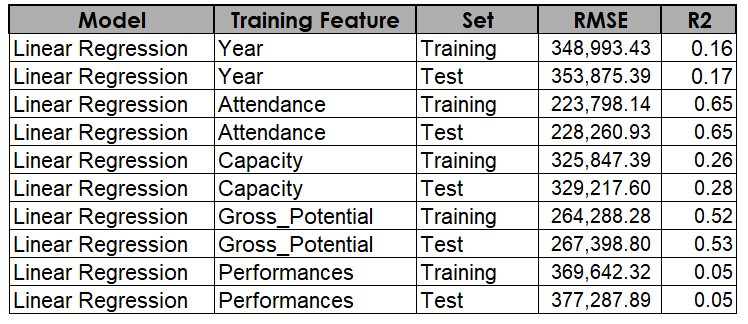 Model Training Feature Set RMSE R2
Linear Regression Year Training 348,993.43 0.16
Linear Regression Year Test 353,875.39 0.17
Linear Regression Attendance Training 223,798.14 0.65
Linear Regression Attendance Test 228,260.93 0.65
Linear Regression Capacity Training 325,847.39 0.26
Linear Regression Capacity Test 329,217.60 0.28
Linear Regression Gross_Potential Training 264,288.28 0.52
Linear Regression Gross_Potential Test 267,398.80 0.53
Linear Regression Performances Training 369,642.32 0.05
Linear Regression Performances Test 377,287.89 0.05